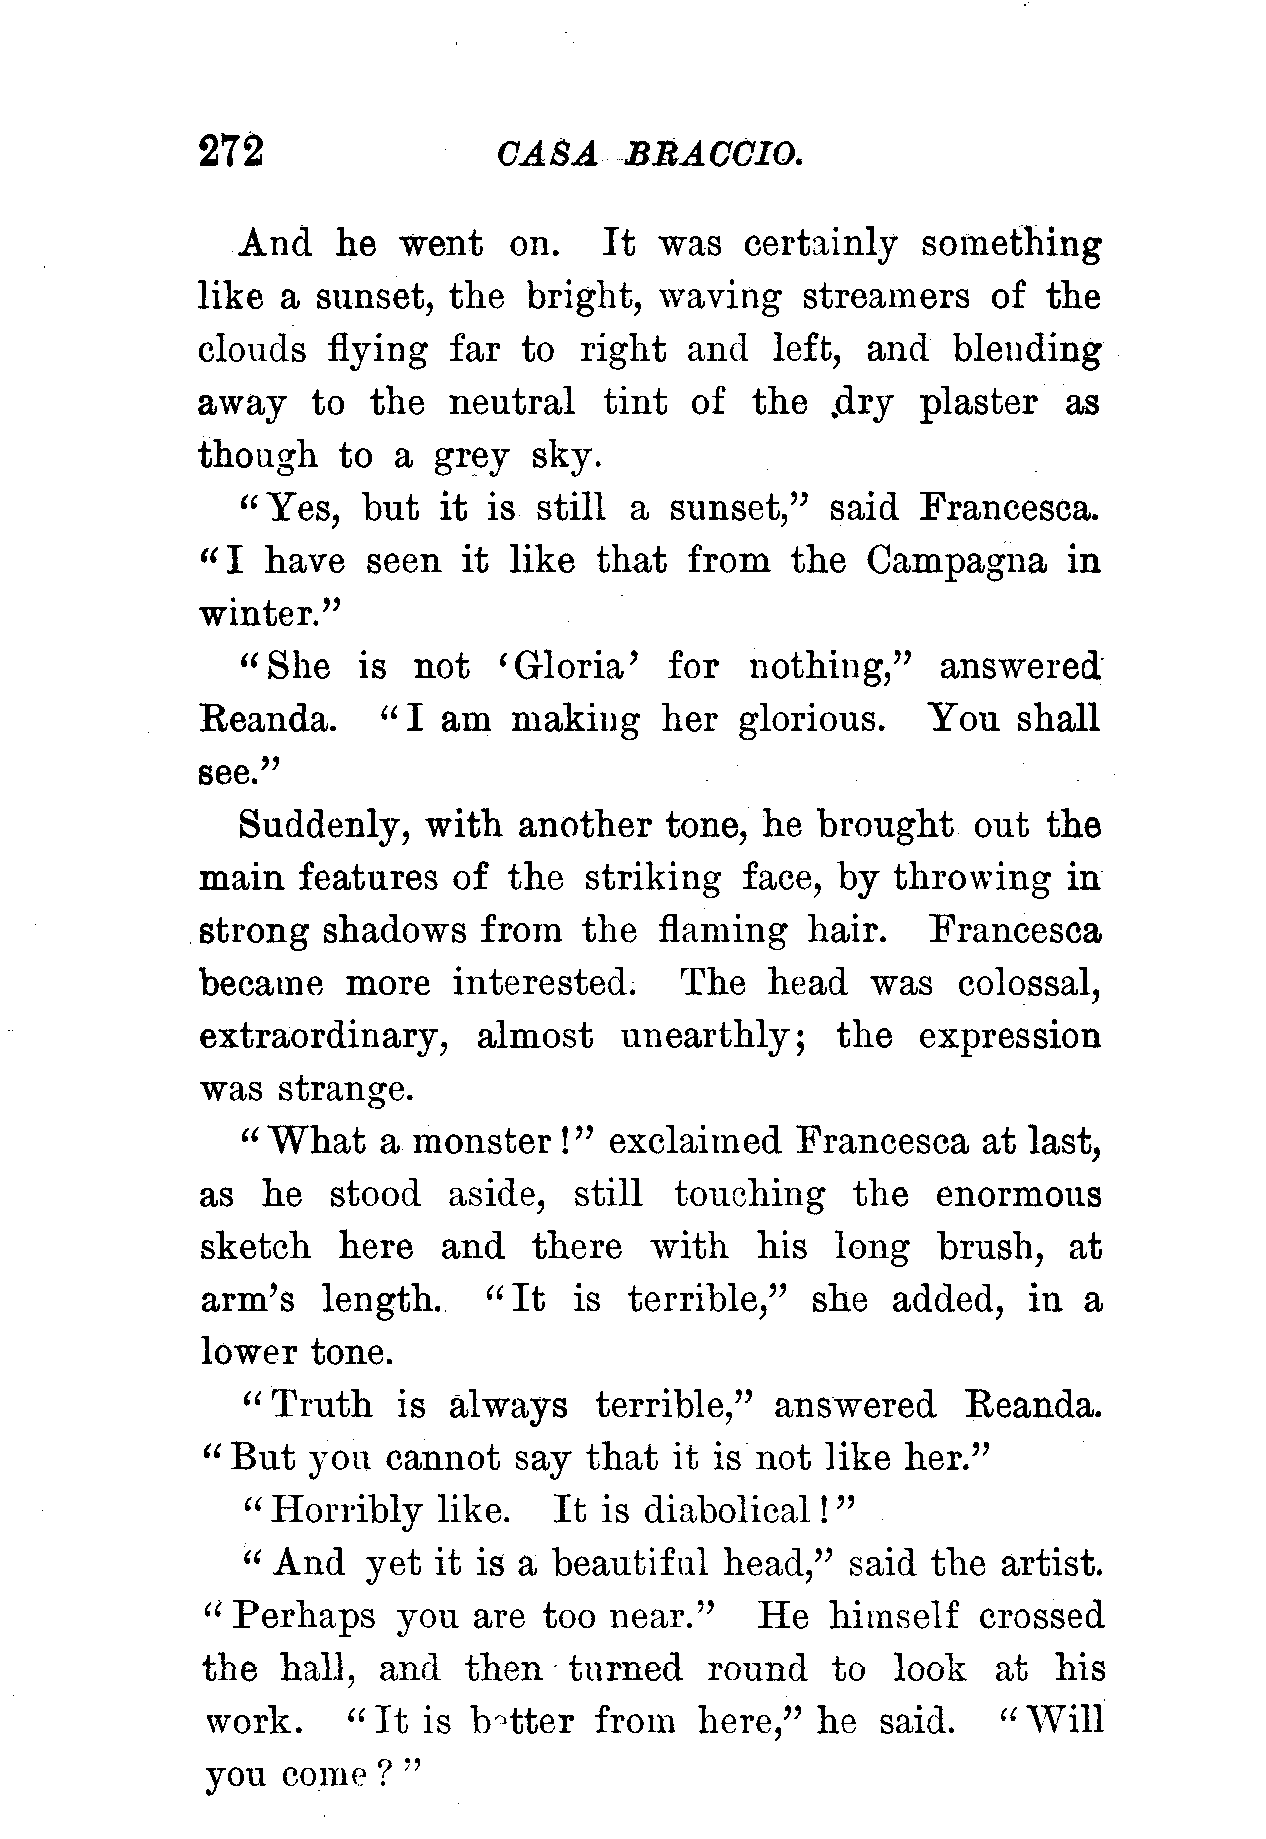 272 CASA BRACCIO.
And he went on. It was certainly something
like a sunset, the bright, waving streamers of the
clouds flying far to right and left, and blending
away to the neutral tint of the dry plaster as
though to a grey sky.
"Yes, but it is still a sunset," said Francesca.
"I have seen it like that from the Campagna in
winter."
"She is not 'Gloria' for nothing," answered
Reanda. "I am making her glorious. You shall
see."
Suddenly, with another tone, he brought out the
main features of the striking face, by throwing in
strong shadows from the flaming hair. Francesca
became more interested. The head was colossal,
extraordinary, almost unearthly; the expression
was strange.
"What a monster!" exclaimed Francesca at last,
as he stood aside, still touching the enormous
sketch here and there with his long brush, at
arm's length. "It is terrible," she added, in a
lower tone.
"Truth is always terrible," answered Reanda.
"But you cannot say that it is not like her."
"Horribly like. It is diabolical!"
"And yet it is a beautiful head," said the artist.
"Perhaps you are too near." He himself crossed
the hall, and then turned round to look at his
work. "It is better from here," he said. "Will
you come?"